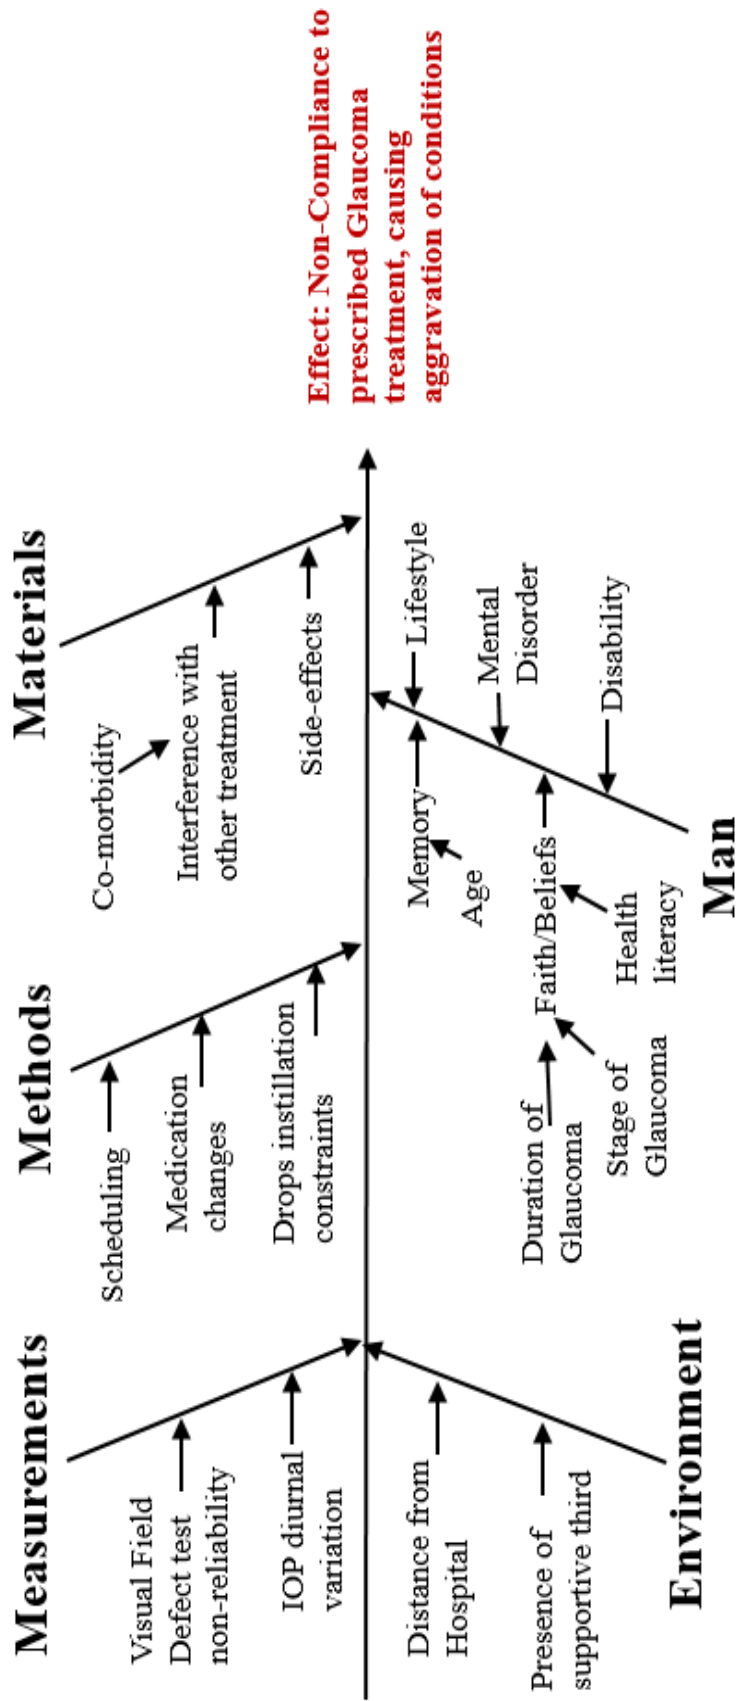 Measurements
Methods
Materials
Visual Field
Defect test
non-reliability
IOP diurnal
variation
Scheduling
Medication
changes
Drops instillation
constraints
Co-morbidity
Interference with
other treatment
Side-effects
Effect: Non-Compliance to
prescribed Glaucoma
treatment, causing
aggravation of conditions
Distance from
Hospital
Presence of
supportive third
Environment
Memory
Age
Lifestyle
Mental
Disorder
Faith/Beliefs
Duration of
Glaucoma
Stage of
Glaucoma
Health
literacy
Disability
Man